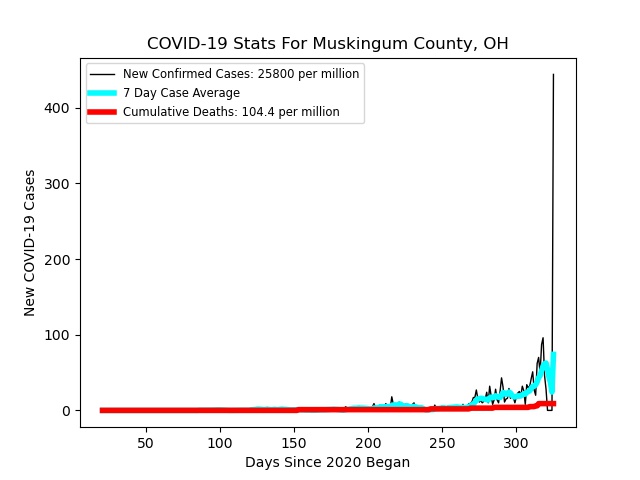 COVID-19 Stats For Muskingum County, OH
New Confirmed Cases: 25800 per million
7 Day Case Average
Cumulative Deaths: 104.4 per million
New COVID-19 Cases
400
300
200
100
0
50 100 150 200 250 300
Days Since 2020 Began